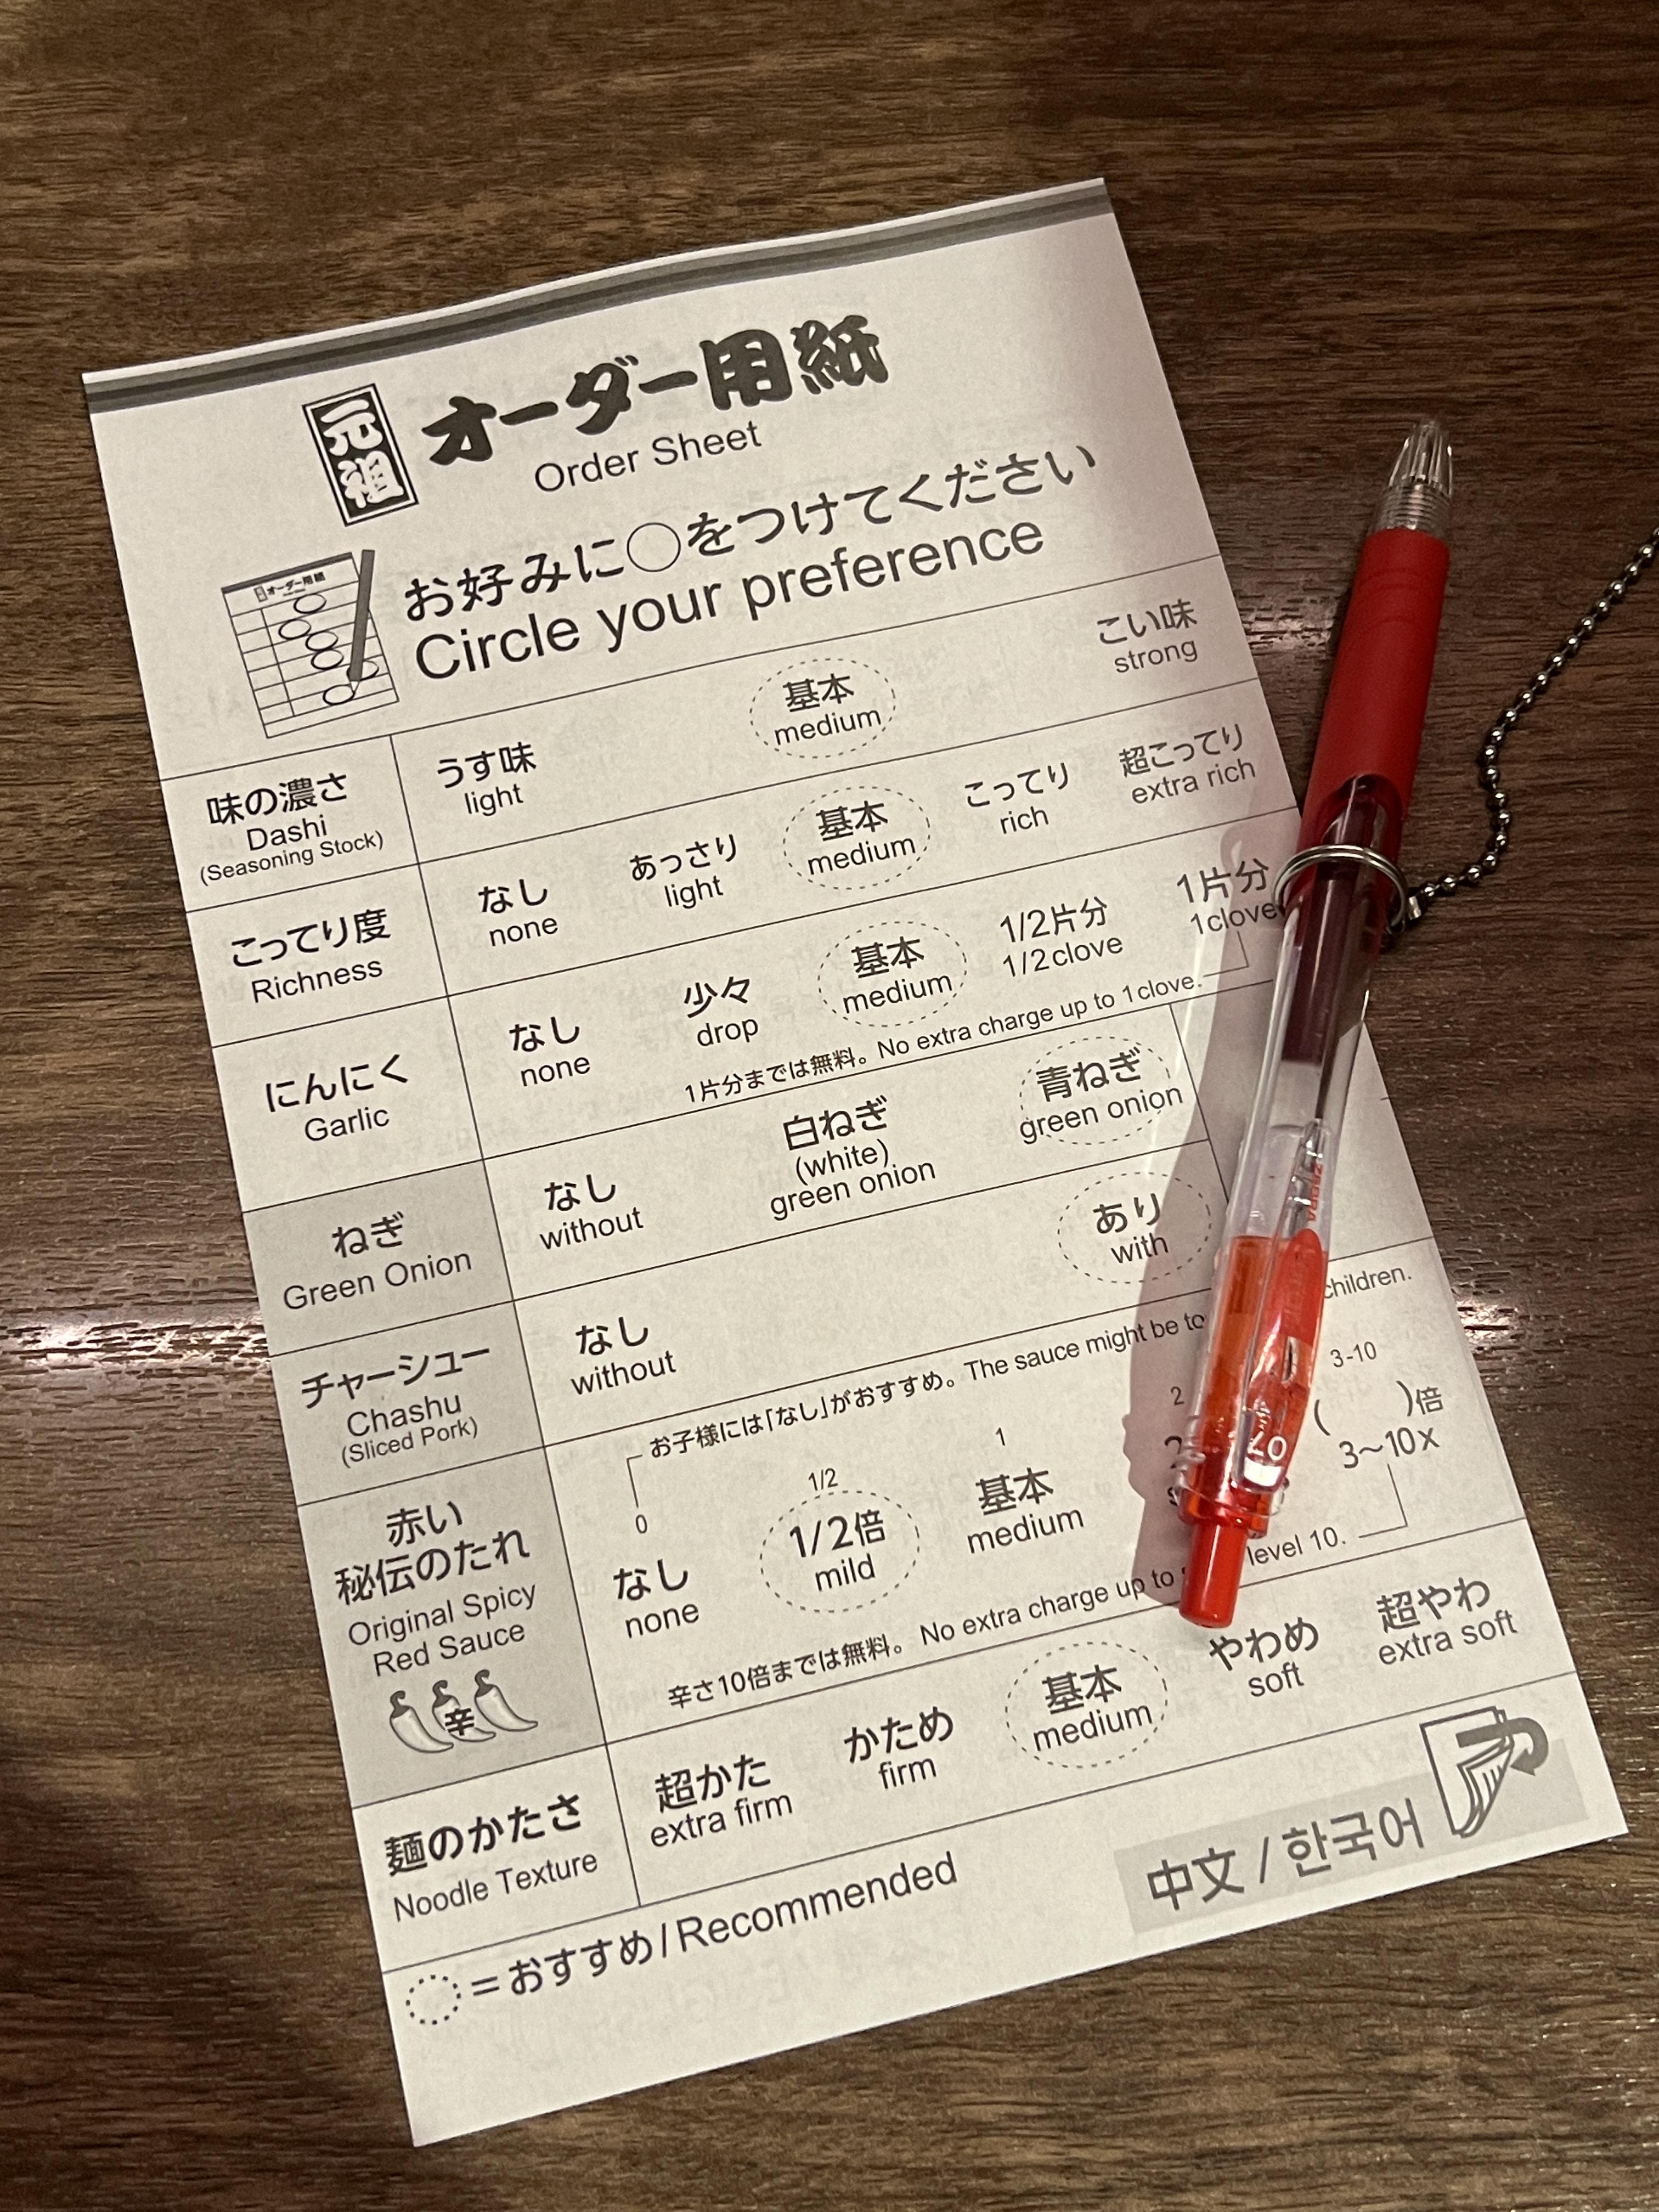 元祖
オーダー用紙
Order Sheet
お好みに○をつけてください
Circle your preference
オーダー用紙
味の濃さ
Dashi
(Seasoning Stock)
うす味
light
基本
medium
こい味
strong
こってり度
Richness
なし
none
あっさり
light
基本
medium
こってり
rich
超こってり
extra rich
にんにく
Garlic
なし
none
少々
drop
基本
medium
1/2片分
1/2clove
1片分
1clove
1片分までは無料。No extra charge up to 1clove.
ねぎ
Green Onion
なし
without
白ねぎ
(white)
green onion
青ねぎ
green onion
チャーシュー
Chashu
(Sliced Pork)
なし
without
あり
with
赤い
秘伝のたれ
Original Spicy
Red Sauce
辛
お子様には「なし」がおすすめ。The sauce might be children.
0
なし
none
1/2
1/2倍
mild
1
基本
medium
2
3-10
( )倍
3〜10x
辛さ10倍までは無料。No extra charge up to level 10.
麺のかたさ
Noodle Texture
超かた
extra firm
かため
firm
基本
medium
やわめ
soft
超やわ
extra soft
=おすすめ/Recommended
中文/한국어
ZEBRA
0.7